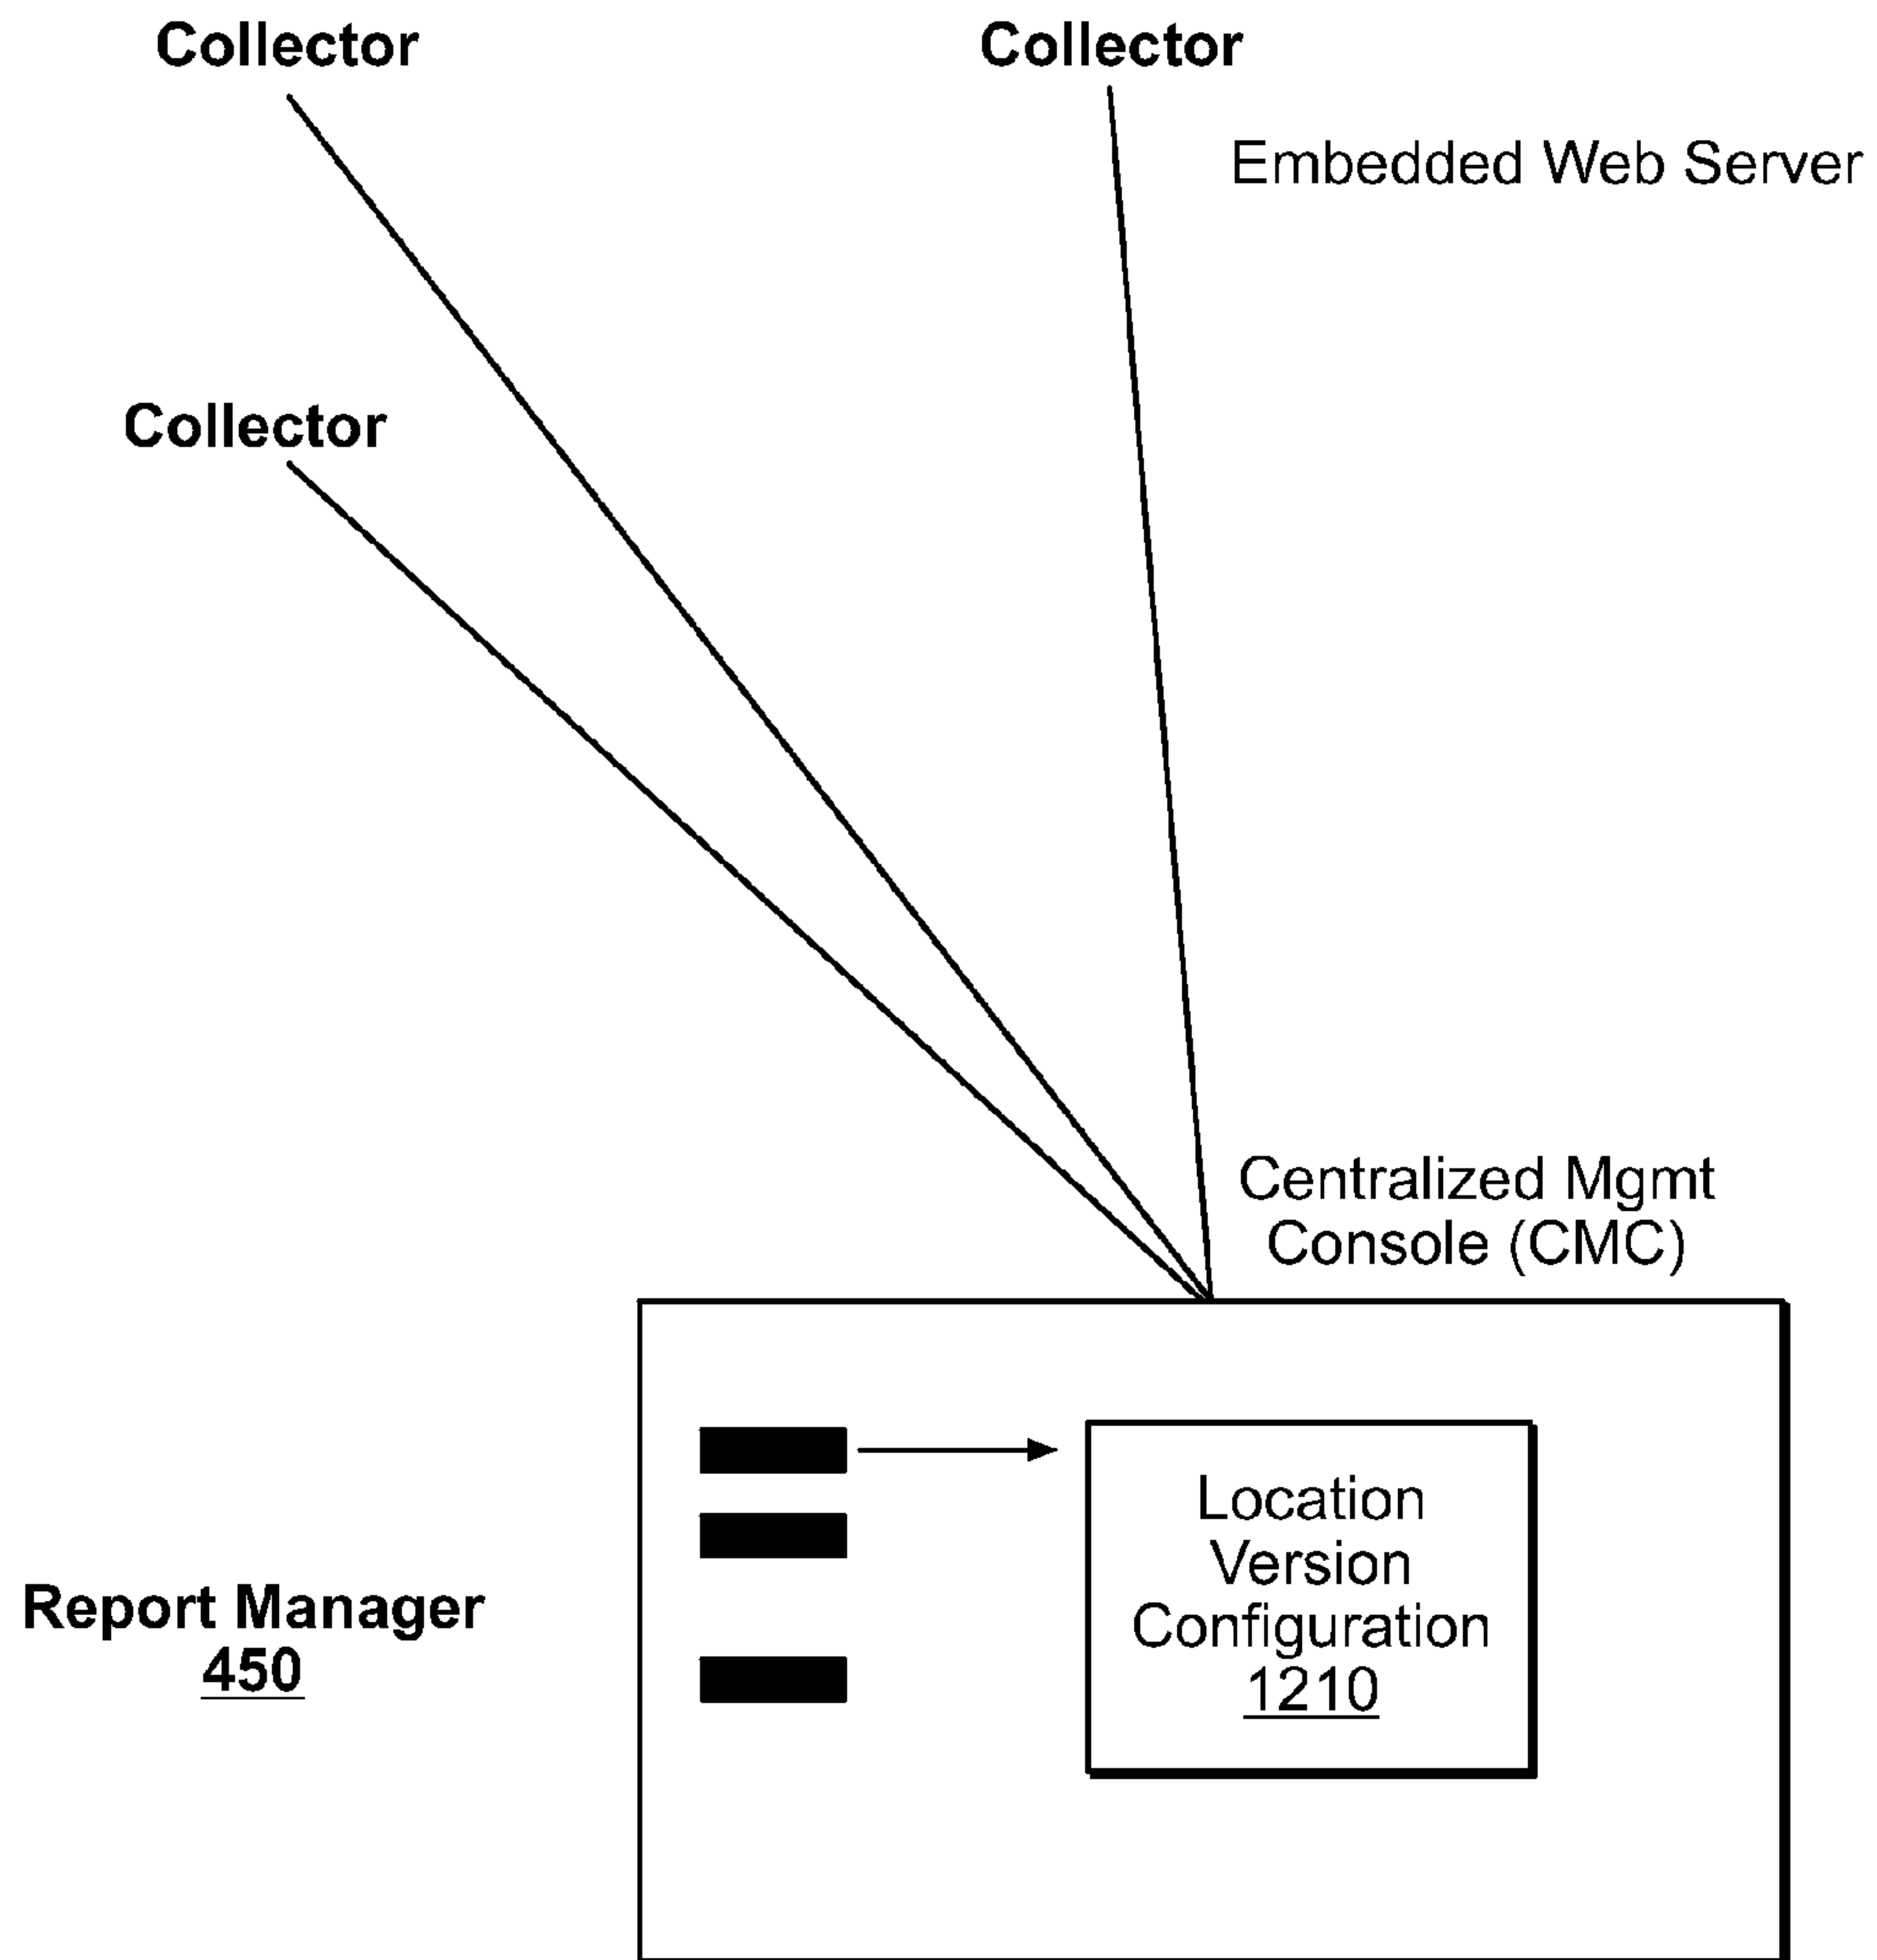 Collector
Collector
Embedded Web Server
Collector
Centralized Mgmt
Console (CMC)
Location
Version
Configuration
1210
Report Manager
450